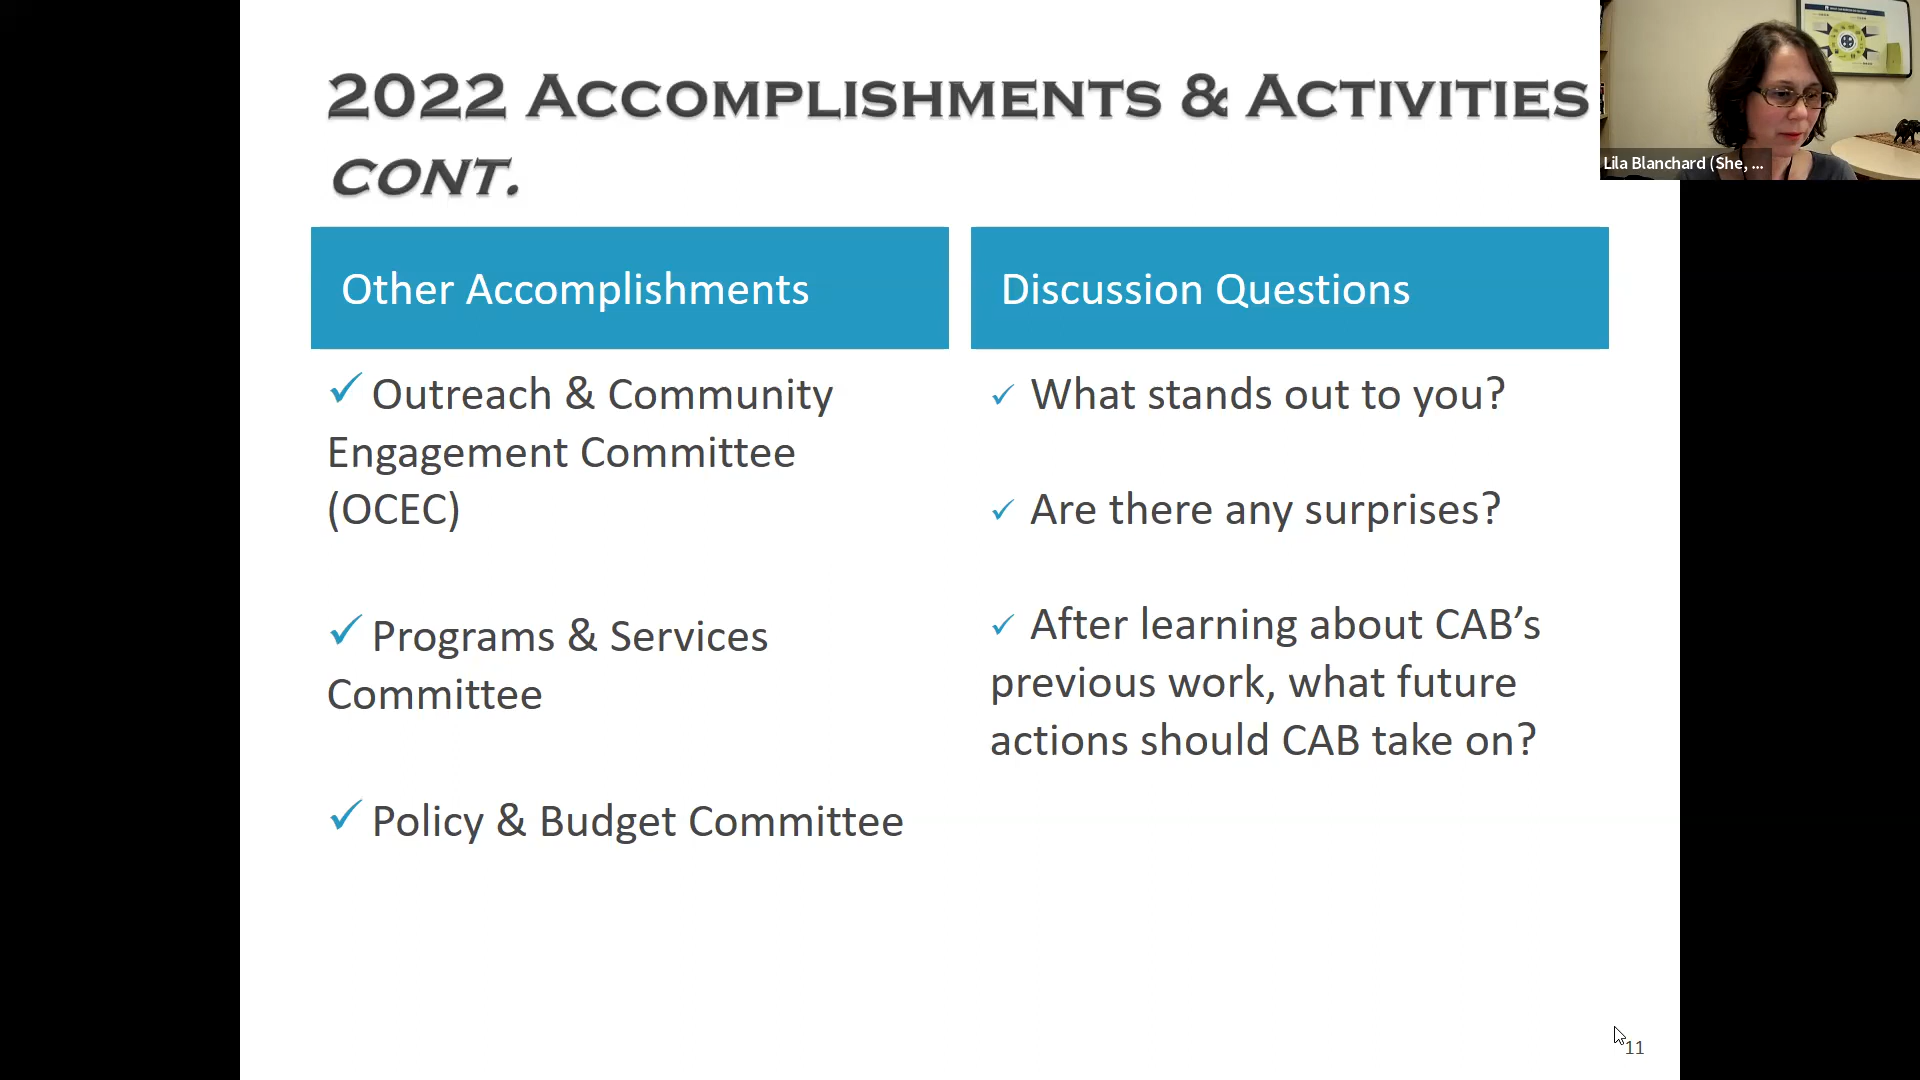 2022 ACCOMPLISHMENTS & ACTIVITIES
CONT.
Lila Blanchard (She, ...
Other Accomplishments
✓ Outreach & Community
Engagement Committee
(OCEC)
✓ Programs & Services
Committee
✓ Policy & Budget Committee
Discussion Questions
✓ What stands out to you?
✓ Are there any surprises?
✓ After learning about CAB’s
previous work, what future
actions should CAB take on?
11